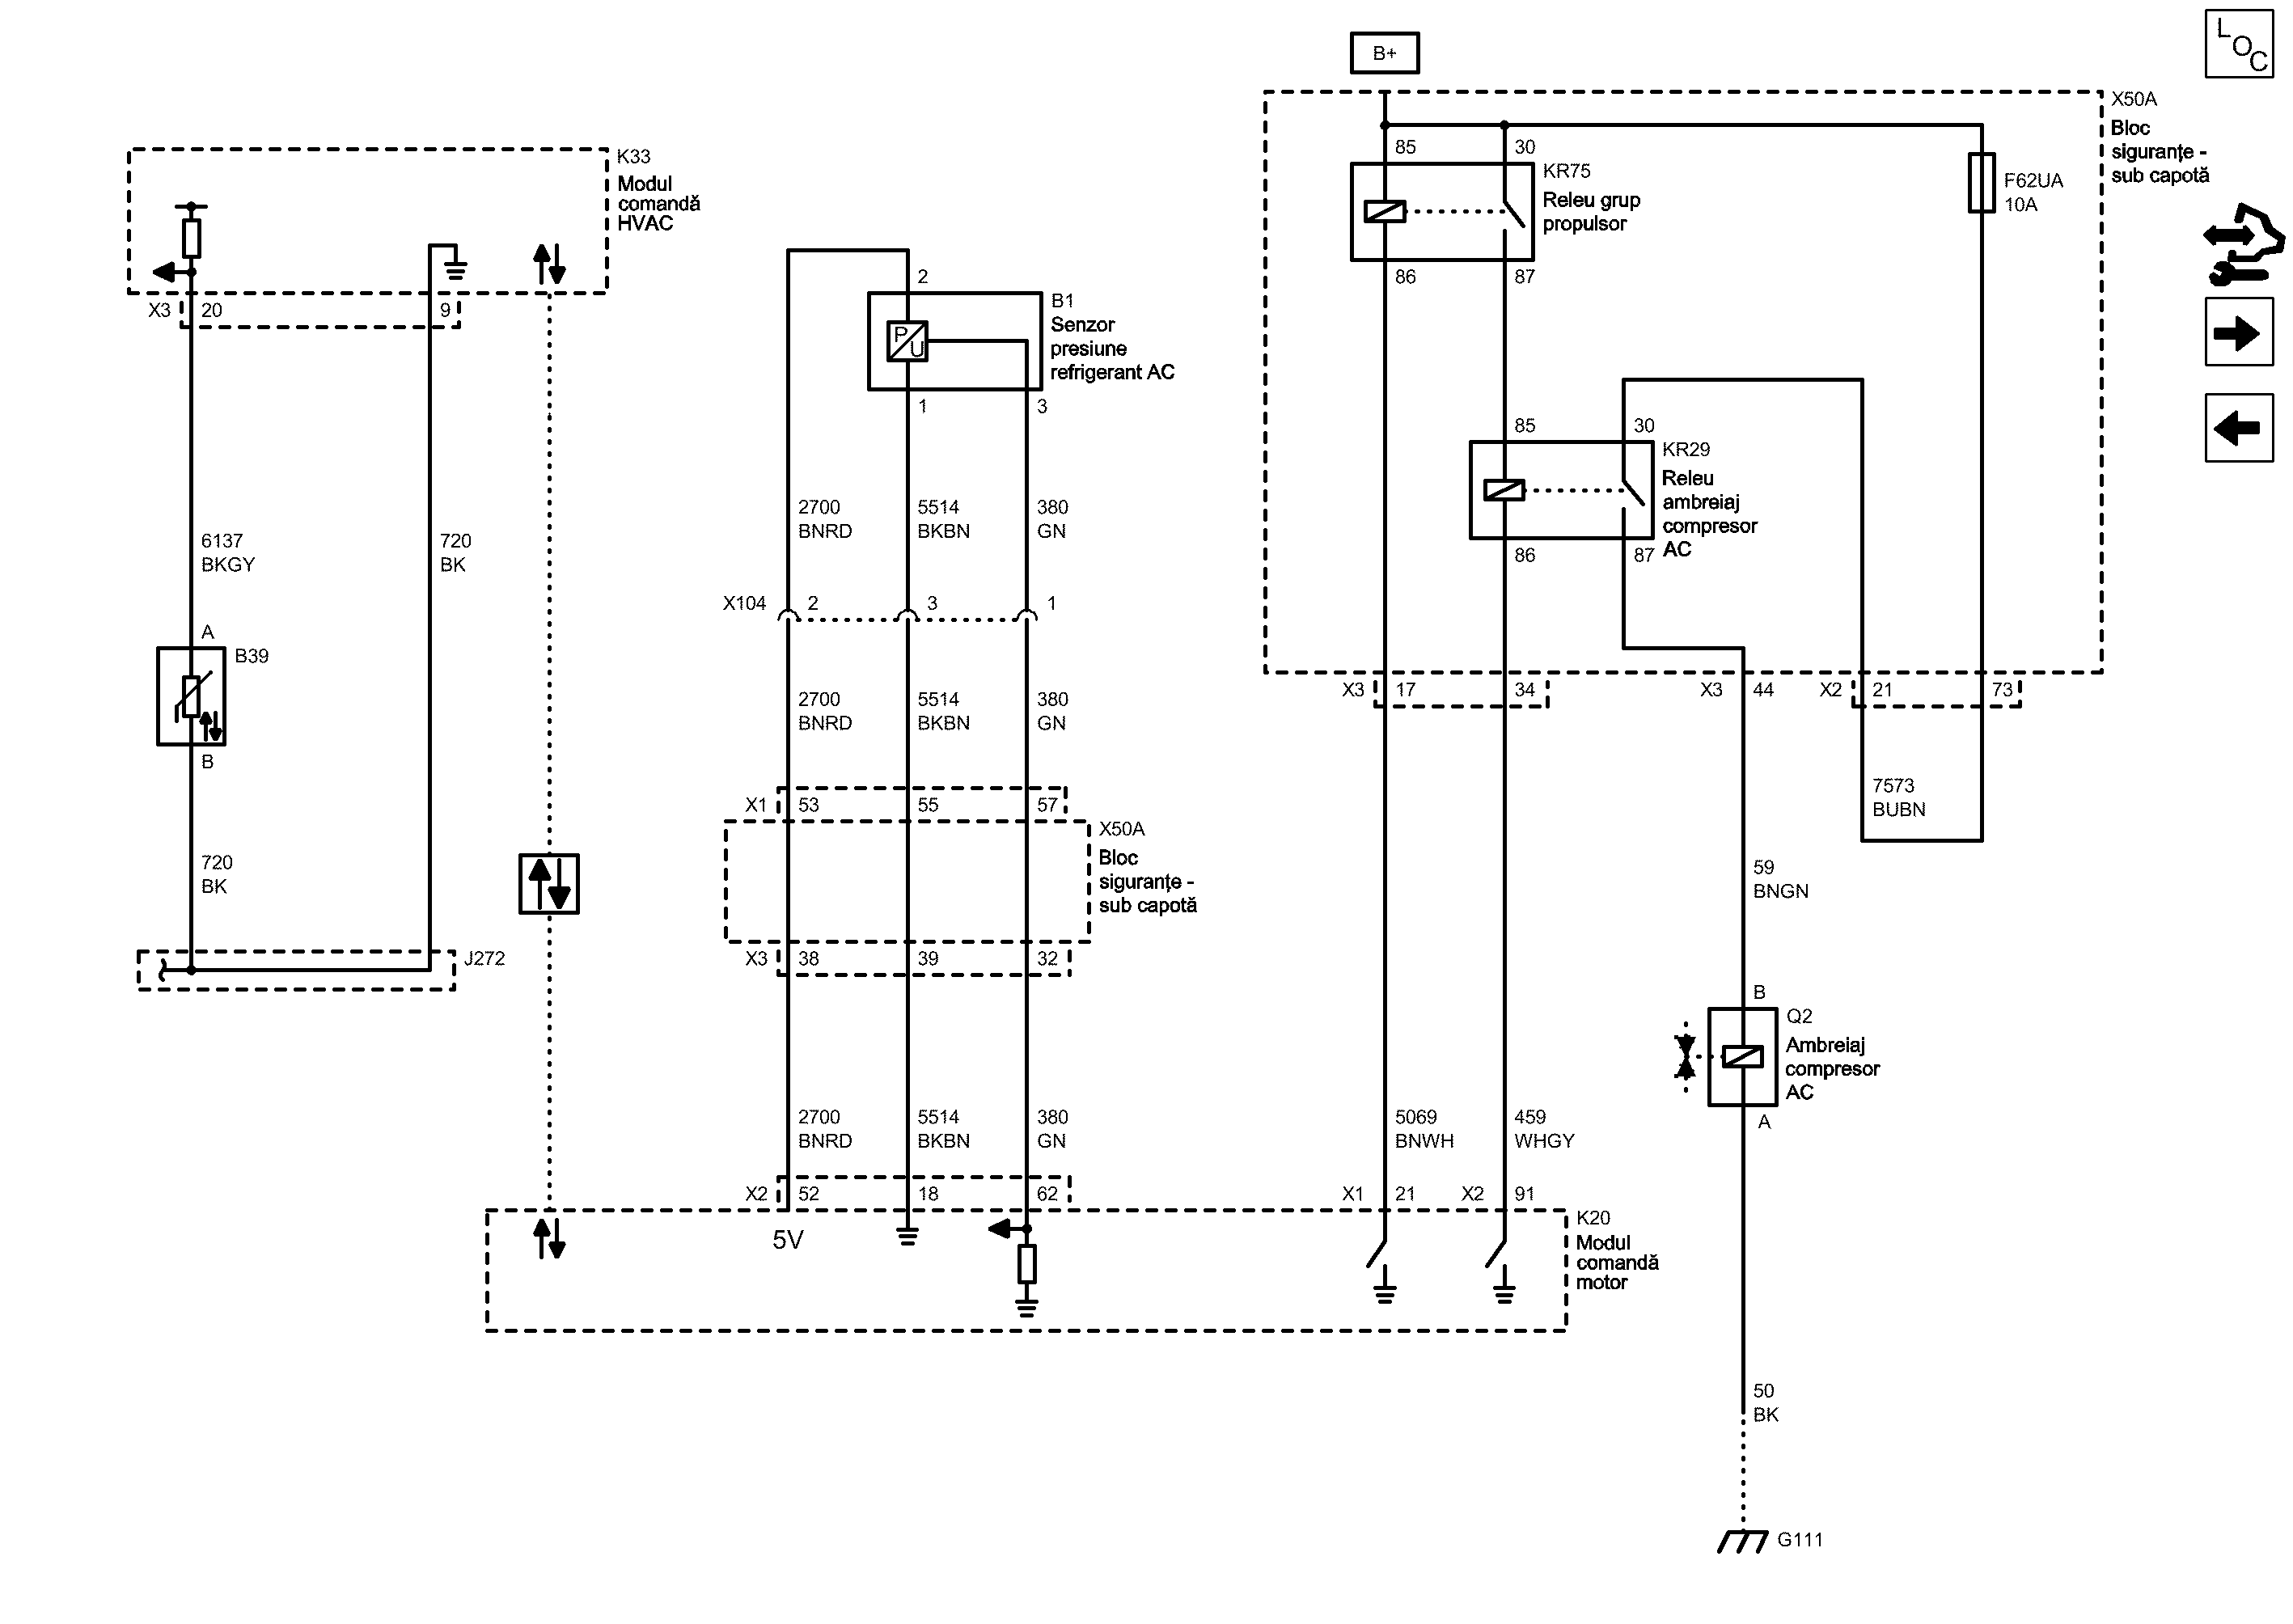 LOC
B+
X50A
Bloc
siguranțe -
sub capotă
85
30
KR75
Releu grup
propulsor
F62UA
10A
86
87
K33
Modul
comandă
HVAC
X3
20
9
2
B1
Senzor
presiune
refrigerant AC
P
U
1
3
85
30
KR29
Releu
ambreiaj
compresor
AC
86
87
2700
BNRD
5514
BKBN
380
GN
6137
BKGY
720
BK
X104
2
3
1
A
B39
B
2700
BNRD
5514
BKBN
380
GN
X3
17
34
X3
44
X2
21
73
X1
53
55
57
7573
BUBN
X50A
Bloc
siguranțe -
sub capotă
720
BK
59
BNGN
X3
38
39
32
J272
B
Q2
Ambreiaj
compresor
AC
A
2700
BNRD
5514
BKBN
380
GN
5069
BNWH
459
WHGY
X2
52
18
62
X1
21
X2
91
5V
K20
Modul
comandă
motor
50
BK
G111